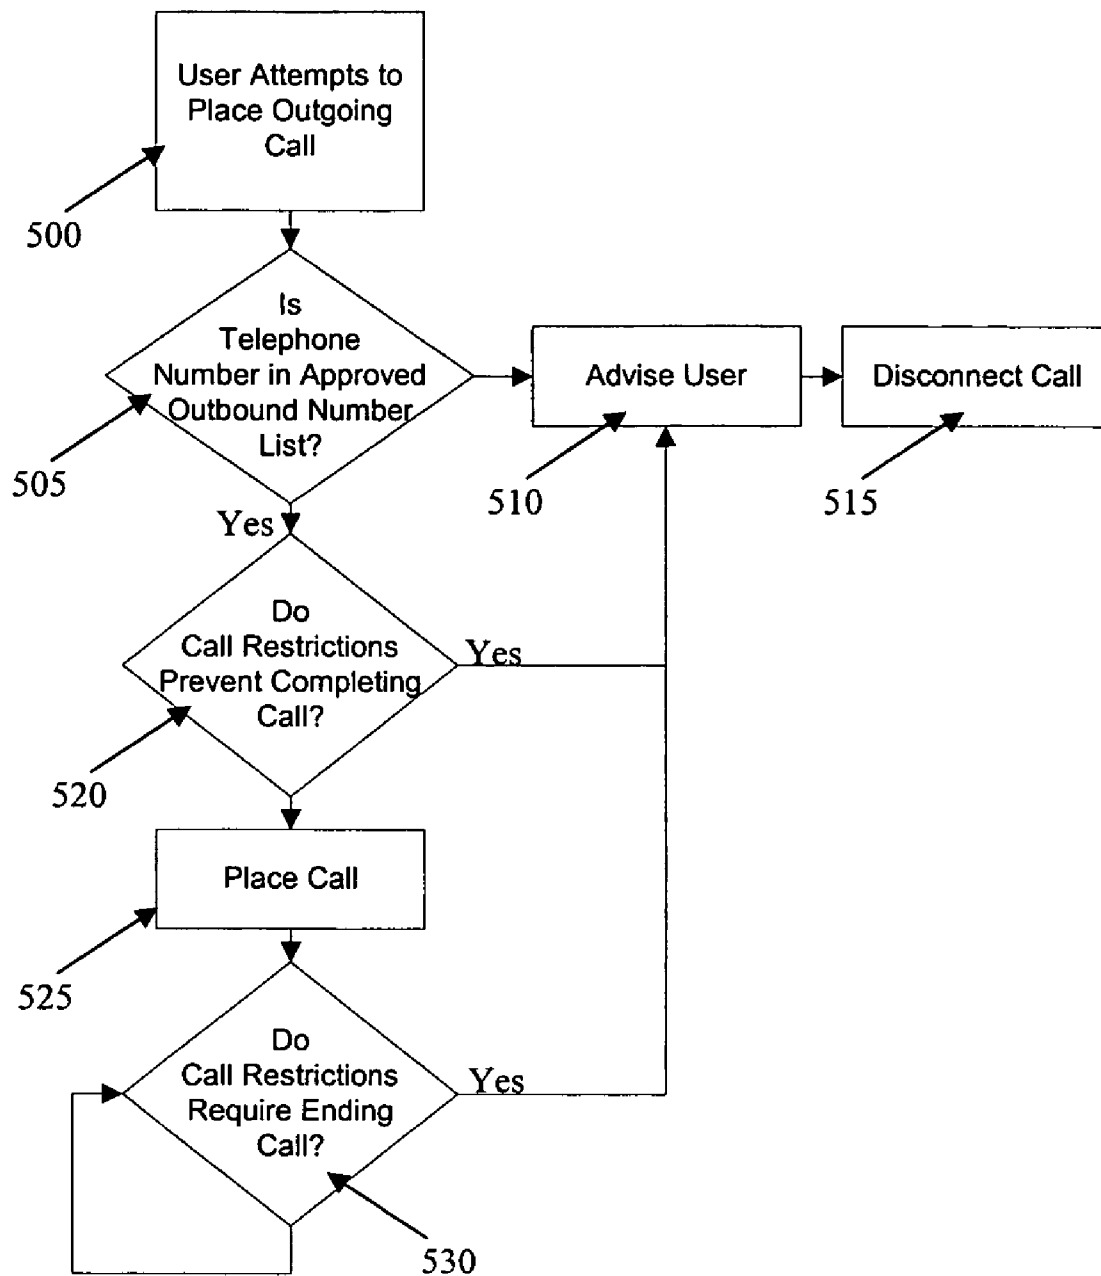 User Attempts to
Place Outgoing
Call
500
Is
Telephone
Number in Approved
Outbound Number
List?
505
Advise User
510
Disconnect Call
515
Yes
Do
Call Restrictions
Prevent Completing
Call?
Yes
520
Place Call
525
Do
Call Restrictions
Require Ending
Call?
Yes
530